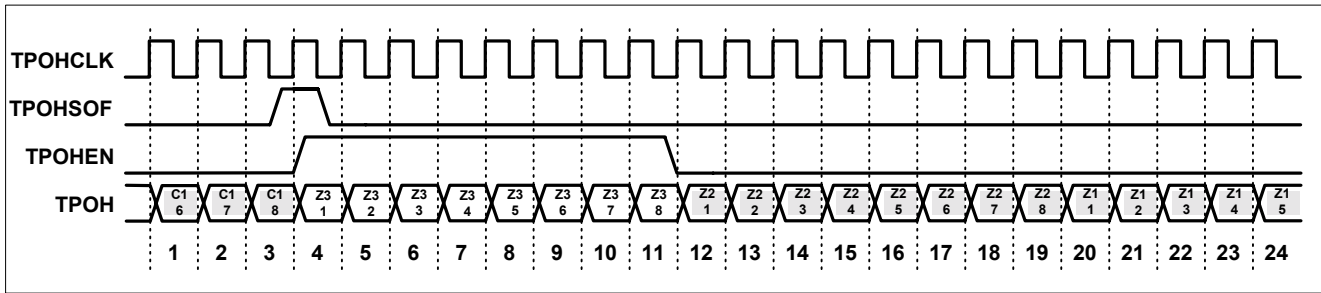 TPOHCLK
TPOHSOF
TPOHEN
TPOH
C1 C1 C1 Z3 Z3 Z3 Z3 Z3 Z3 Z3 Z3 Z2 Z2 Z2 Z2 Z2 Z2 Z2 Z2 Z1 Z1 Z1 Z1 Z1
6 7 8 1 2 3 4 5 6 7 8 1 2 3 4 5 6 7 8 1 2 3 4 5
1 2 3 4 5 6 7 8 9 10 11 12 13 14 15 16 17 18 19 20 21 22 23 24